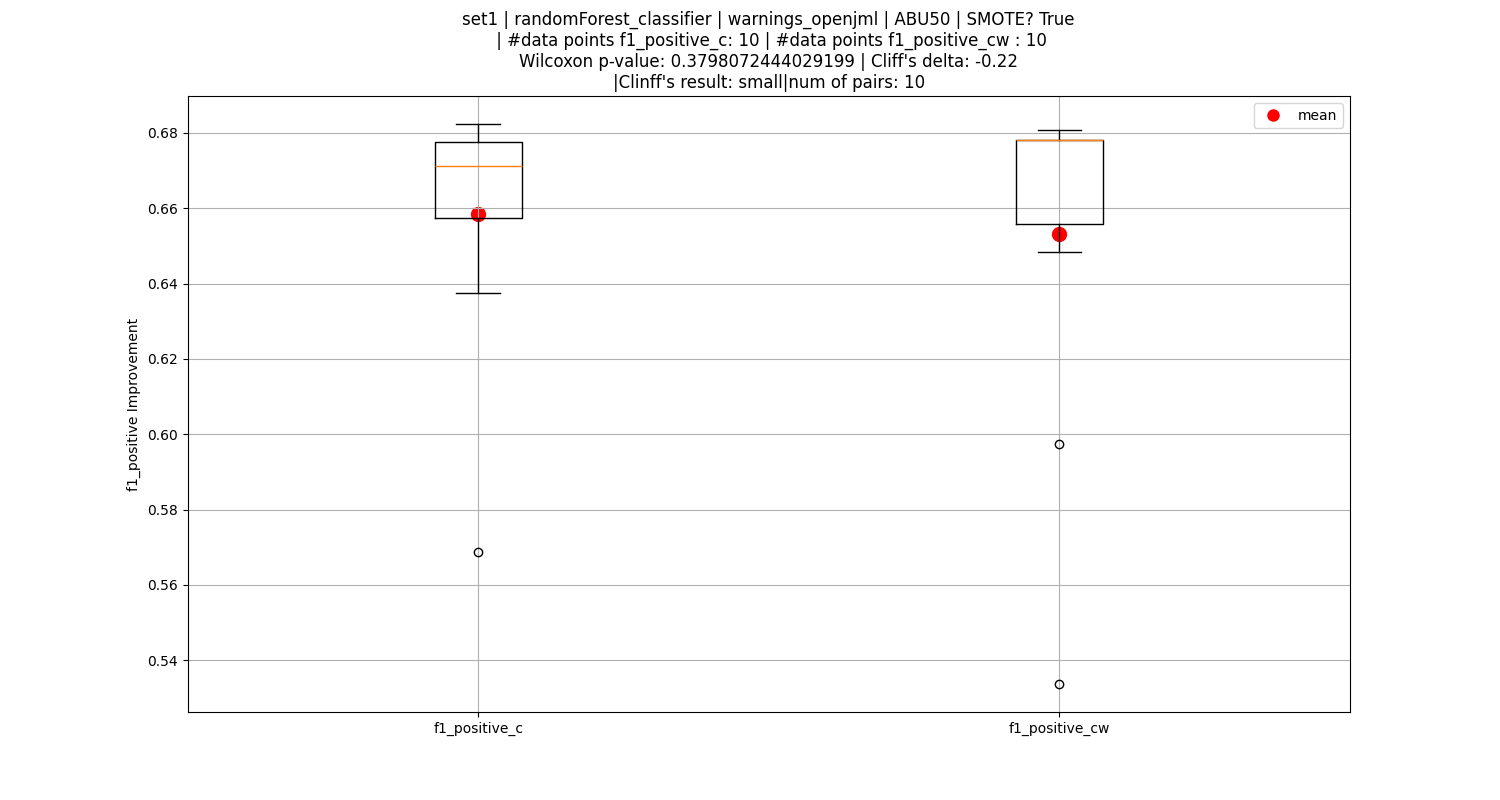 set1 | randomForest_classifier | warnings_openjml | ABU50 | SMOTE? True
| #data points f1_positive_c: 10 | #data points f1_positive_cw : 10
Wilcoxon p-value: 0.3798072444029199 | Cliff's delta: -0.22
|Clinff's result: small|num of pairs: 10
mean
0.68
0.66
0.64
0.62
0.60
0.58
0.56
0.54
f1_positive Improvement
f1_positive_c
f1_positive_cw